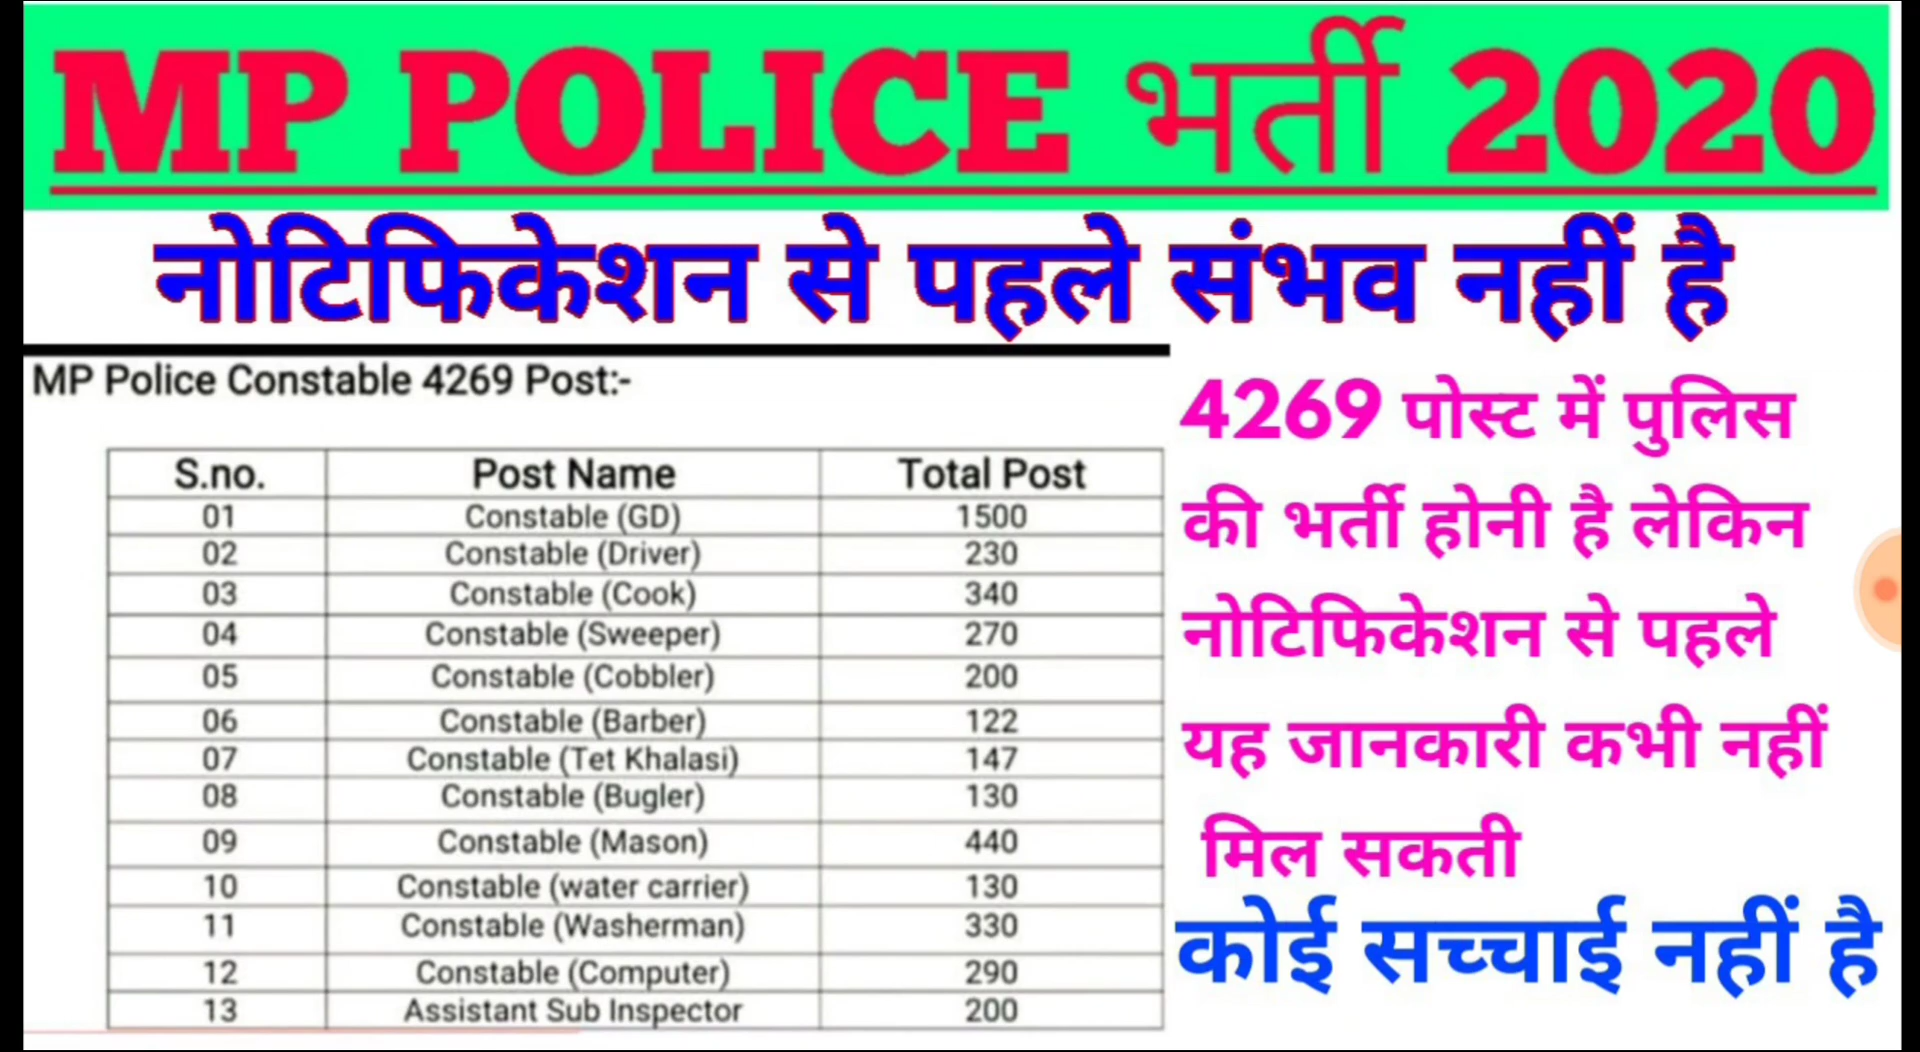 MP POLICE भर्ती 2020
नोटिफिकेशन से पहले संभव नहीं है
MP Police Constable 4269 Post:-
S.no. Post Name Total Post
01 Constable (GD) 1500
02 Constable (Driver) 230
03 Constable (Cook) 340
04 Constable (Sweeper) 270
05 Constable (Cobbler) 200
06 Constable (Barber) 122
07 Constable (Tet Khalasi) 147
08 Constable (Bugler) 130
09 Constable (Mason) 440
10 Constable (water carrier) 130
11 Constable (Washerman) 330
12 Constable (Computer) 290
13 Assistant Sub Inspector 200
4269 पोस्ट में पुलिस
की भर्ती होनी है लेकिन
नोटिफिकेशन से पहले
यह जानकारी कभी नहीं
मिल सकती
कोई सच्चाई नहीं है